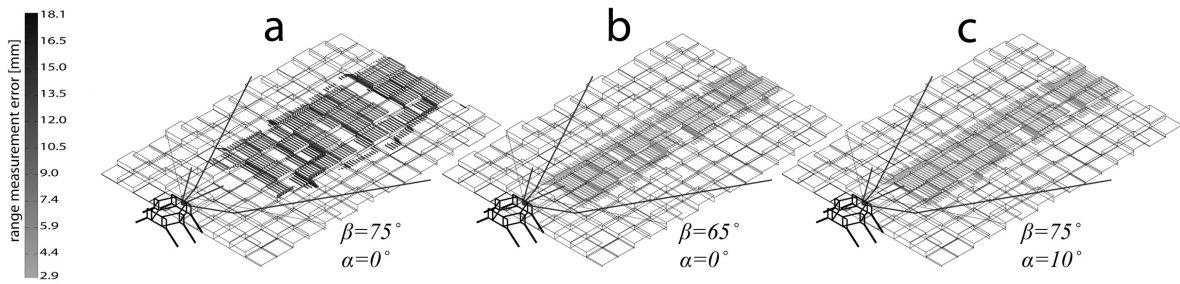 range measurement error [mm]
18.1
16.5
15.0
13.5
12.0
10.5
9.0
7.4
5.9
4.4
2.9
a
b
c
β=75°
α=0°
β=65°
α=0°
β=75°
α=10°